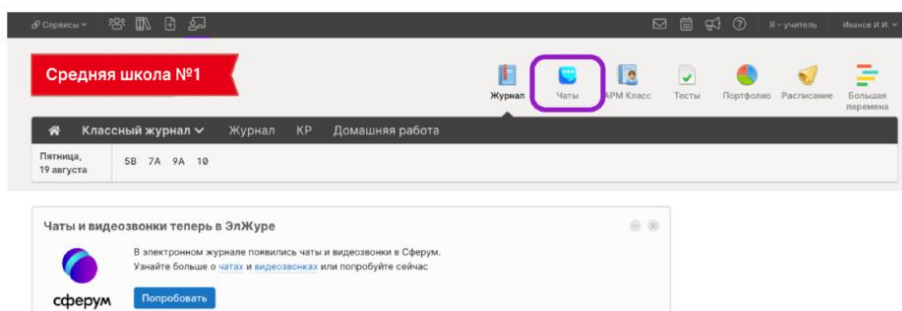 Сервисы
Я - учитель
Иванов И.И.
Средняя школа №1
Журнал
Чаты
АРМ Класс
Тесты
Портфолио
Расписание
Большая
перемена
Классный журнал
Журнал
КР
Домашняя работа
Пятница,
19 августа
5В 7А 9А 10
Чаты и видеозвонки теперь в ЭлЖуре
В электронном журнале появились чаты и видеозвонки в Сферум.
Узнайте больше о чатах и видеозвонках или попробуйте сейчас
сферум
Попробовать